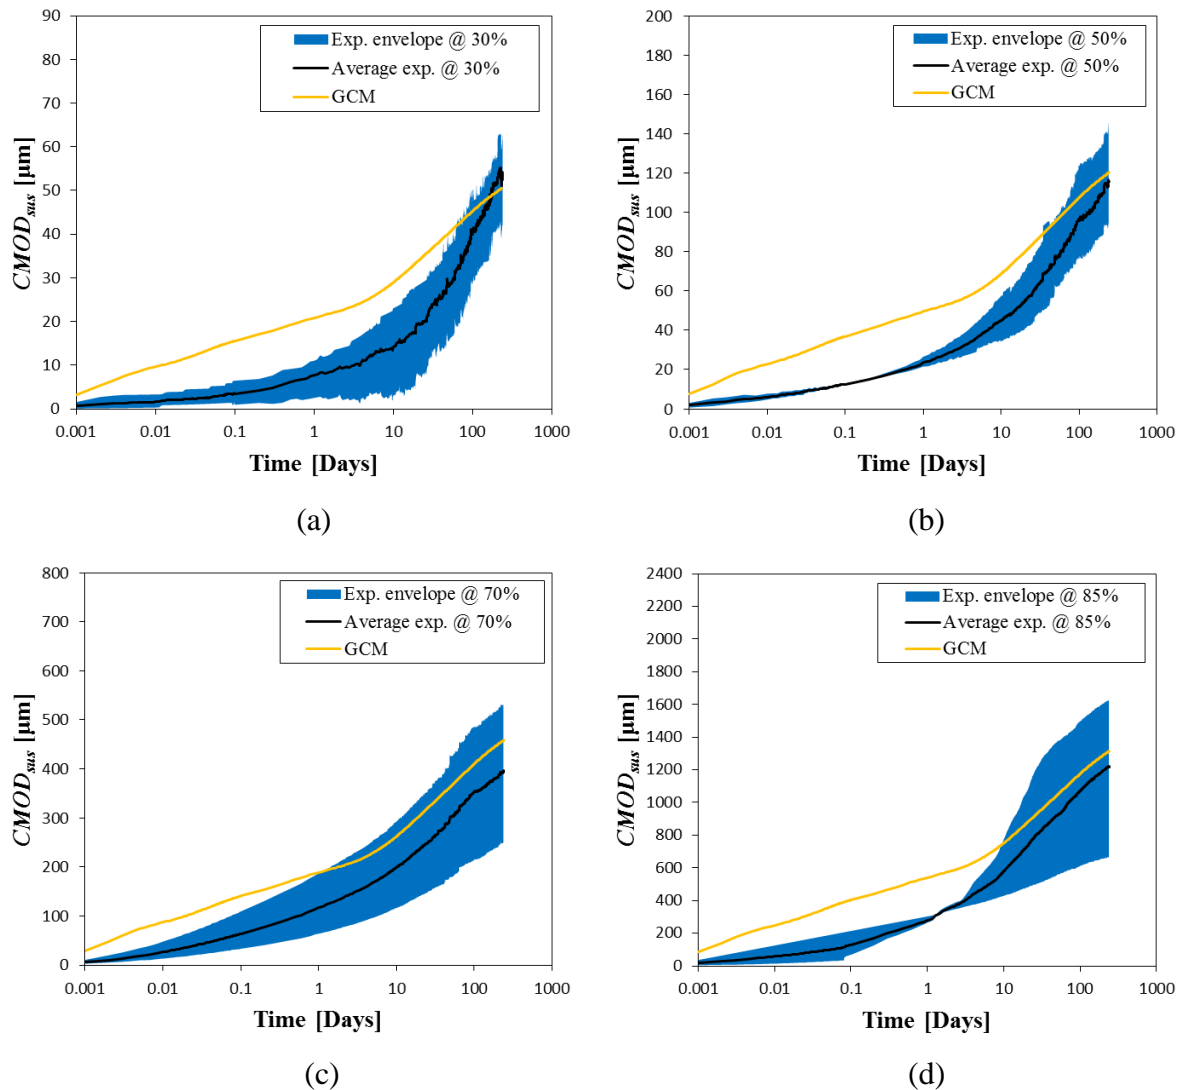 90
80
70
60
50
40
30
20
10
0
CMOD_sus [µm]
Exp. envelope @ 30%
Average exp. @ 30%
GCM
0.001 0.01 0.1 1 10 100 1000
Time [Days]
(a)
200
180
160
140
120
100
80
60
40
20
0
CMOD_sus [µm]
Exp. envelope @ 50%
Average exp. @ 50%
GCM
0.001 0.01 0.1 1 10 100 1000
Time [Days]
(b)
800
700
600
500
400
300
200
100
0
CMOD_sus [µm]
Exp. envelope @ 70%
Average exp. @ 70%
GCM
0.001 0.01 0.1 1 10 100 1000
Time [Days]
(c)
2400
2200
2000
1800
1600
1400
1200
1000
800
600
400
200
0
CMOD_sus [µm]
Exp. envelope @ 85%
Average exp. @ 85%
GCM
0.001 0.01 0.1 1 10 100 1000
Time [Days]
(d)